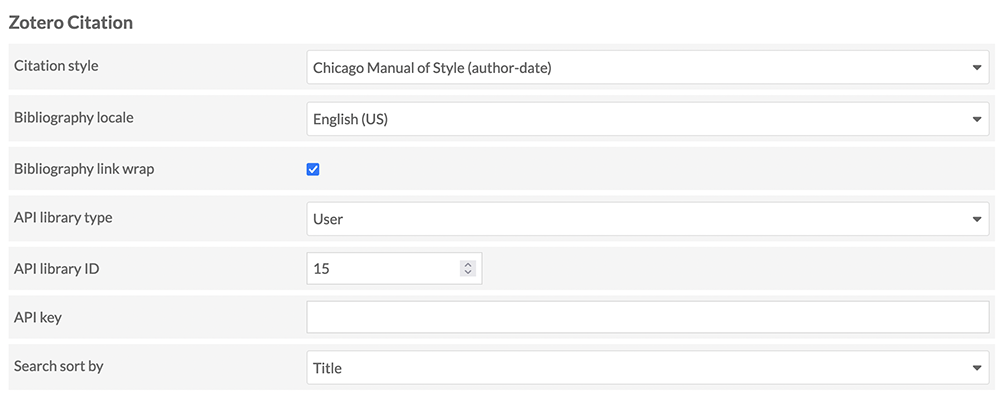 Zotero Citation
Citation style
Chicago Manual of Style (author-date)
Bibliography locale
English (US)
Bibliography link wrap
API library type
User
API library ID
15
API key
Search sort by
Title